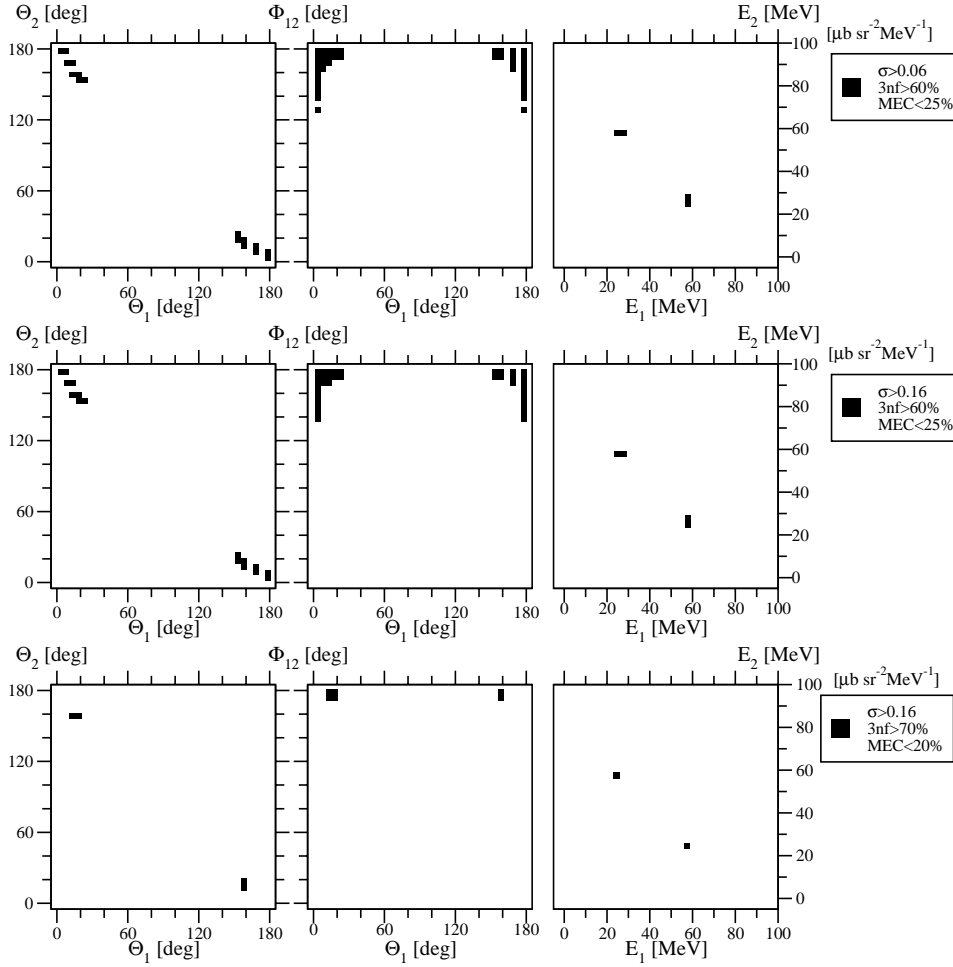 Θ2 [deg] Φ12 [deg] E2 [MeV] [μb sr-2MeV-1]
180 100
σ>0.06
80
3nf>60%
MEC<25%
120 60
40
60
20
0 0
0 60 120 180 0 60 120 180 0 20 40 60 80 100
Θ1 [deg] Θ1 [deg] E1 [MeV]
Θ2 [deg] Φ12 [deg] E2 [MeV] [μb sr-2MeV-1]
180 100
σ>0.16
80
3nf>60%
MEC<25%
120 60
40
60
20
0 0
0 60 120 180 0 60 120 180 0 20 40 60 80 100
Θ1 [deg] Θ1 [deg] E1 [MeV]
Θ2 [deg] Φ12 [deg] E2 [MeV] [μb sr-2MeV-1]
180 100
σ>0.16
80
3nf>70%
MEC<20%
120 60
40
60
20
0 0
0 60 120 180 0 60 120 180 0 20 40 60 80 100
Θ1 [deg] Θ1 [deg] E1 [MeV]